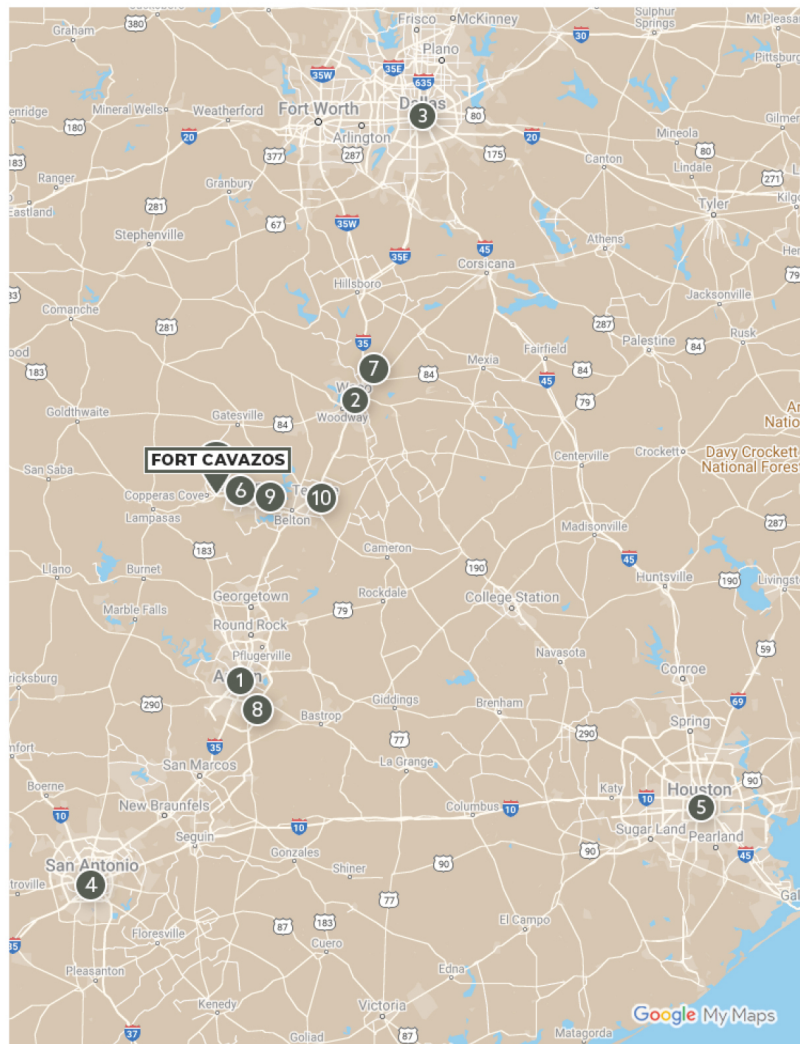 380
Graham
Frisco
McKinney
Sulphur
Springs
30
Mt Pleasan
Plano
35W
35E
635
Pittsburg
Mineral Wells
Weatherford
Fort Worth
Dallas
3
80
enridge
180
20
Arlington
20
Mineola
Gilmer
183
377
287
175
80
Ranger
Canton
Lindale
271
Eastland
Granbury
281
Tyler
Kilgo
67
35W
Stephenville
35E
45
Athens
Corsicana
Hillsboro
Jacksonville
79
Comanche
281
35
287
Palestine
Rusk
Fairfield
84
183
7
84
Mexia
84
45
79
2
Woodway
Goldthwaite
Gatesville
84
FORT CAVAZOS
Centerville
Crockett
Davy Crockett
National Fores
San Saba
Copperas Cove
6
9
10
Lampasas
Belton
Madisonville
287
183
Cameron
45
Llano
Burnet
190
Huntsville
190
Livingst
Georgetown
Rockdale
College Station
Marble Falls
79
Round Rock
59
Pflugerville
Navasota
ricksburg
1
Conroe
290
8
Giddings
Brenham
69
Bastrop
Spring
35
77
290
mfort
San Marcos
La Grange
90
Boerne
Katy
Houston
10
New Braunfels
10
Columbus
10
10
5
Seguin
Sugar Land
Pearland
San Antonio
Gonzales
90
90
45
4
Shiner
troville
77
Gal
87
183
El Campo
35
Floresville
Cuero
Pleasanton
Edna
Kenedy
Victoria
Google My Maps
37
Goliad
87
Matagorda